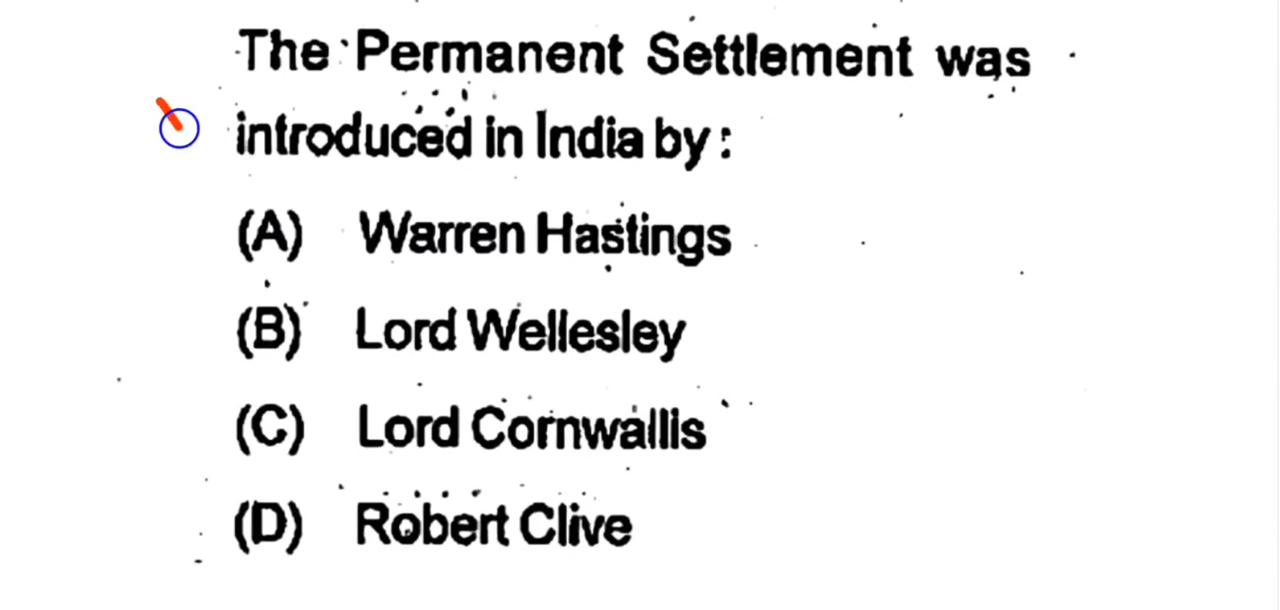 The Permanent Settlement was
introduced in India by :
(A) Warren Hastings
(B) Lord Wellesley
(C) Lord Cornwallis
(D) Robert Clive